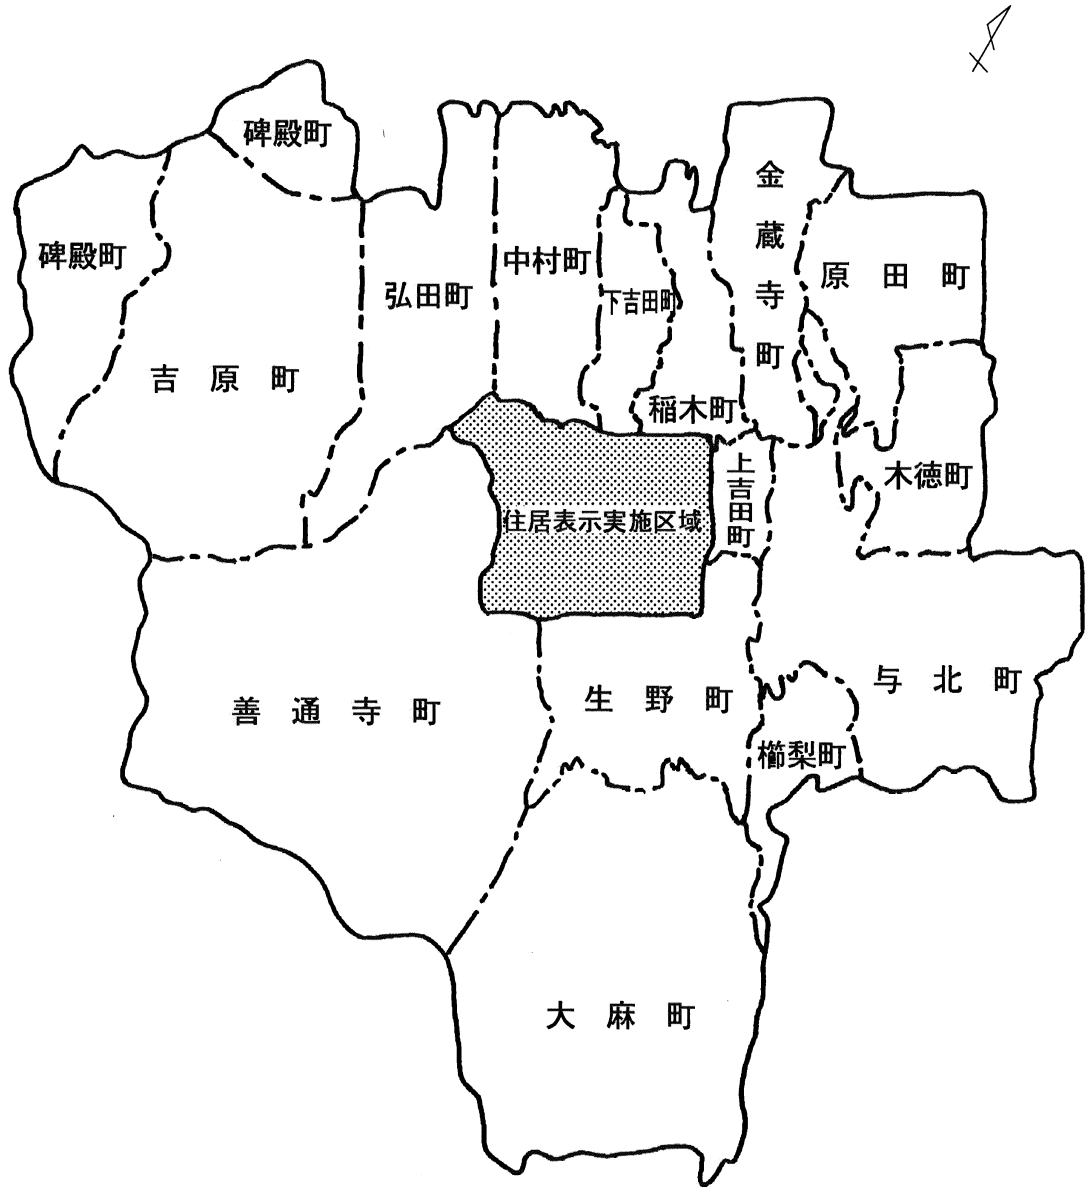 碑殿町
金蔵寺町
碑殿町
中村町
原田町
弘田町
下吉田町
吉原町
稲木町
上吉田町
木徳町
住居表示実施区域
与北町
善通寺町
生野町
櫛梨町
大麻町